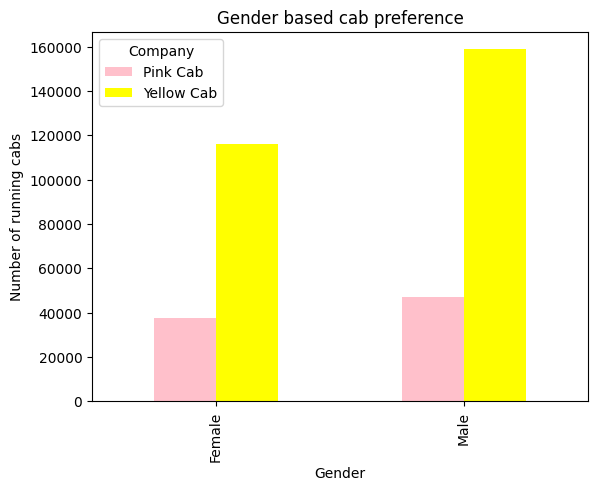 Gender based cab preference
Company
Pink Cab
Yellow Cab
Number of running cabs
160000
140000
120000
100000
80000
60000
40000
20000
0
Female
Male
Gender